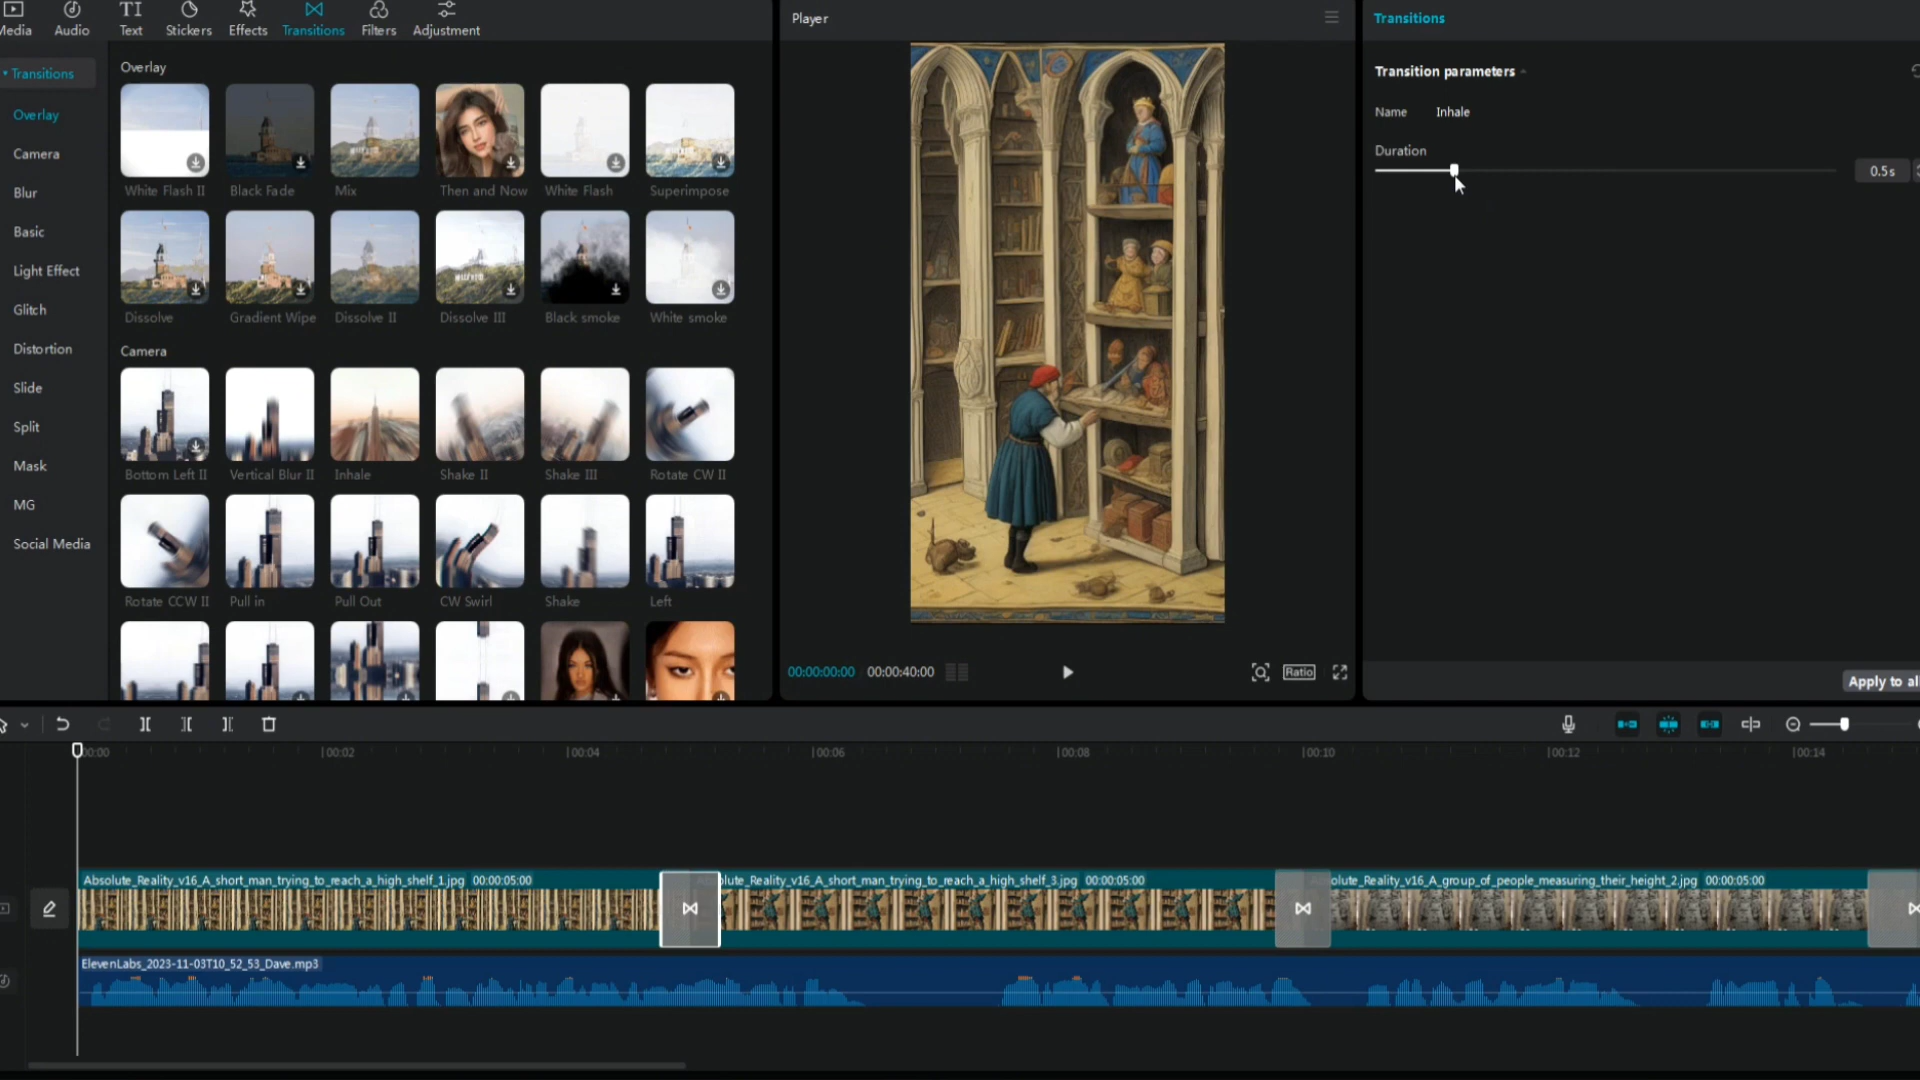 Media
Audio
Text
Stickers
Effects
Transitions
Filters
Adjustment
Transitions
Overlay
Camera
Blur
Basic
Light Effect
Glitch
Distortion
Slide
Split
Mask
MG
Social Media
Overlay
White Flash II
Black Fade
Mix
Then and Now
White Flash
Superimpose
Dissolve
Gradient Wipe
Dissolve II
Dissolve III
Black smoke
White smoke
Camera
Bottom Left II
Vertical Blur II
Inhale
Shake II
Shake III
Rotate CW II
Rotate CCW II
Pull in
Pull Out
CW Swirl
Shake
Left
Player
00:00:00:00 00:00:40:00
Ratio
Transitions
Transition parameters
Name Inhale
Duration
0.5s
Apply to all
00:00 00:02 00:04 00:06 00:08 00:10 00:12 00:14
Absolute_Reality_v16_A_short_man_trying_to_reach_a_high_shelf_1.jpg 00:00:05:00
olute_Reality_v16_A_short_man_trying_to_reach_a_high_shelf_3.jpg 00:00:05:00
olute_Reality_v16_A_group_of_people_measuring_their_height_2.jpg 00:00:05:00
ElevenLabs_2023-11-03T10_52_53_Dave.mp3